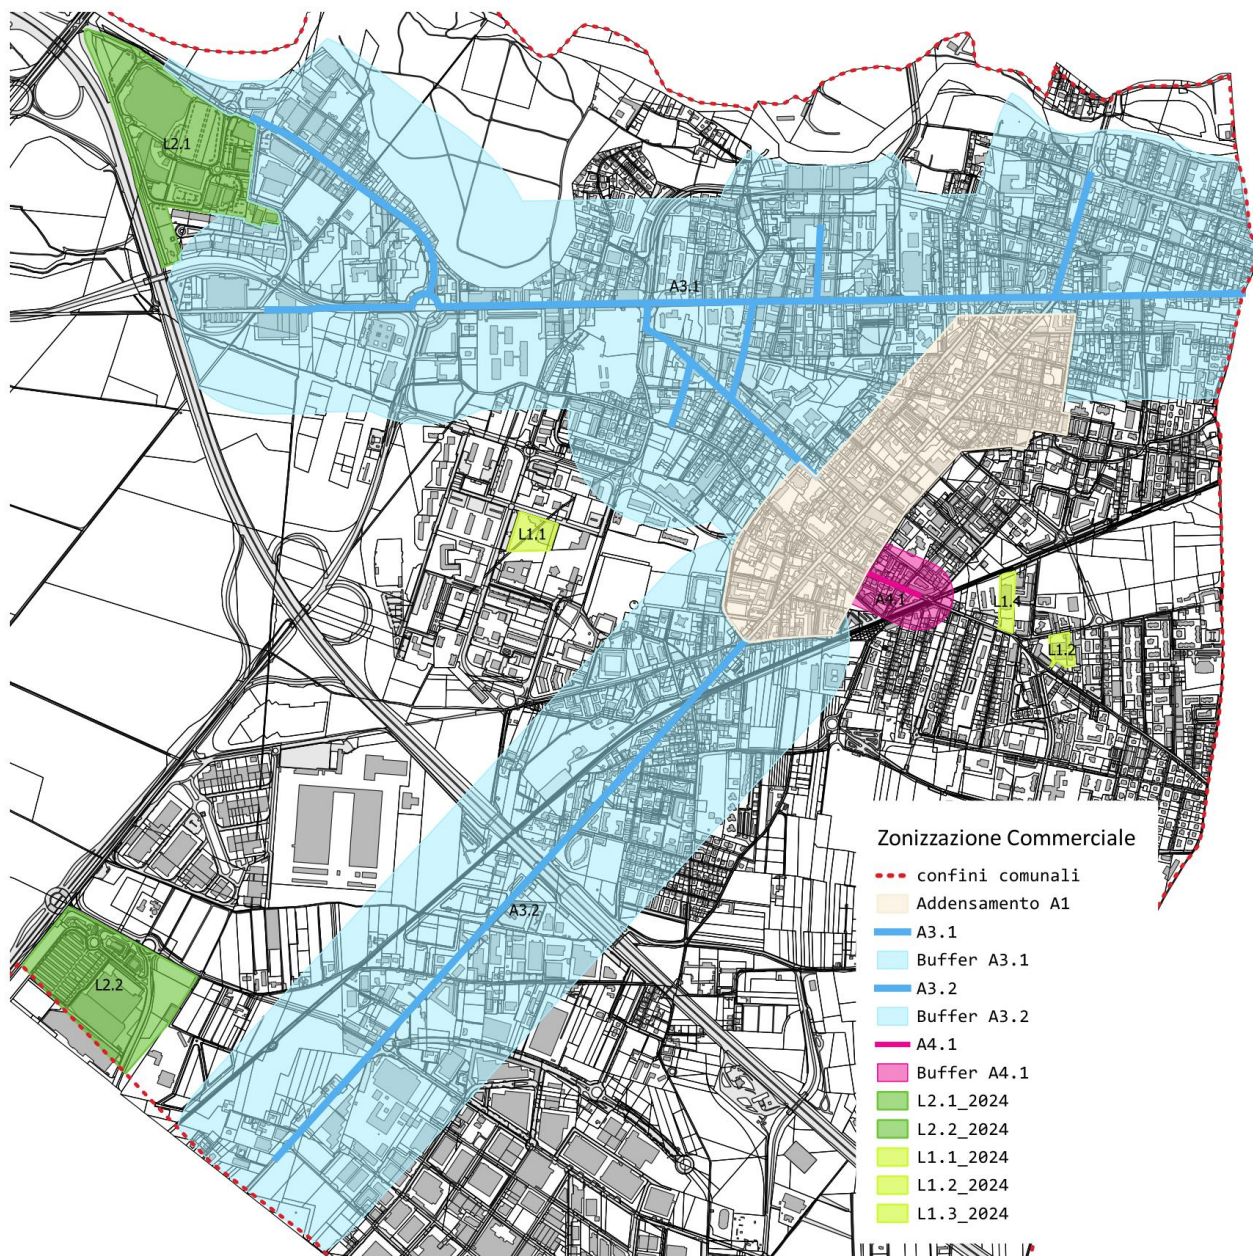 L2.1
A3.1
L1.1
A4.1
L1.4
L1.2
A3.2
L2.2
Zonizzazione Commerciale
confini comunali
Addensamento A1
A3.1
Buffer A3.1
A3.2
Buffer A3.2
A4.1
Buffer A4.1
L2.1_2024
L2.2_2024
L1.1_2024
L1.2_2024
L1.3_2024